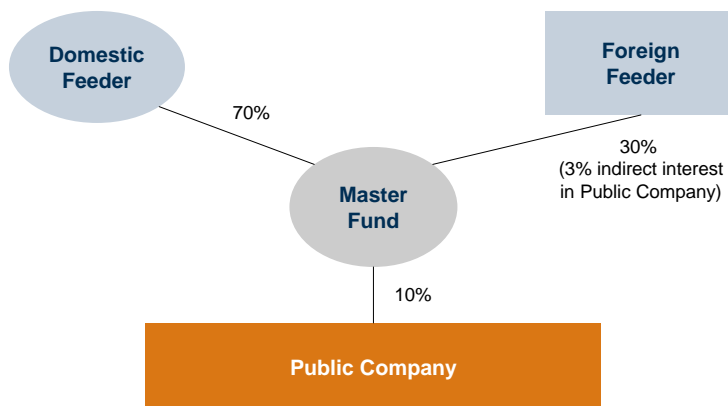 Domestic
Feeder
Foreign
Feeder
70%
30%
(3% indirect interest
in Public Company)
Master
Fund
10%
Public Company